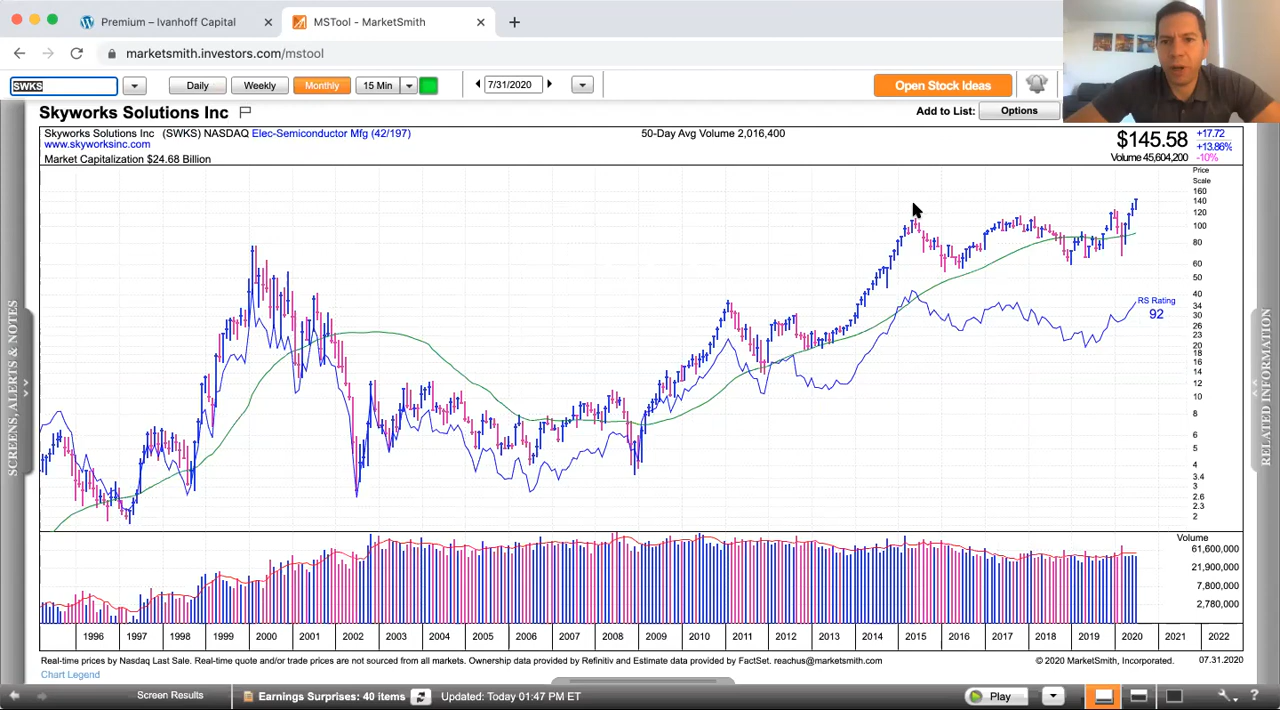 Premium – Ivanhoff Capital
MSTool - MarketSmith
marketsmith.investors.com/mstool
SWKS
Daily
Weekly
Monthly
15 Min
7/31/2020
Open Stock Ideas
Skyworks Solutions Inc
Add to List:
Options
Skyworks Solutions Inc (SWKS) NASDAQ Elec-Semiconductor Mfg (42/197)
50-Day Avg Volume 2,016,400
$145.58
+17.72
www.skyworksinc.com
+13.86%
Market Capitalization $24.68 Billion
Volume 45,604,200
-10%
Price
Scale
160
140
120
100
80
60
50
40
34
30
26
23
20
18
16
14
12
10
8
6
5
4
3.4
3
2.6
2.3
2
RS Rating
92
Volume
61,600,000
21,900,000
7,800,000
2,780,000
1996 1997 1998 1999 2000 2001 2002 2003 2004 2005 2006 2007 2008 2009 2010 2011 2012 2013 2014 2015 2016 2017 2018 2019 2020 2021 2022
Real-time prices by Nasdaq Last Sale. Real-time quote and/or trade prices are not sourced from all markets. Ownership data provided by Refinitiv and Estimate data provided by FactSet. reachus@marketsmith.com
© 2020 MarketSmith, Incorporated.
07.31.2020
Chart Legend
SCREENS, ALERTS & NOTES
RELATED INFORMATION
Screen Results
Earnings Surprises: 40 items
Updated: Today 01:47 PM ET
Play